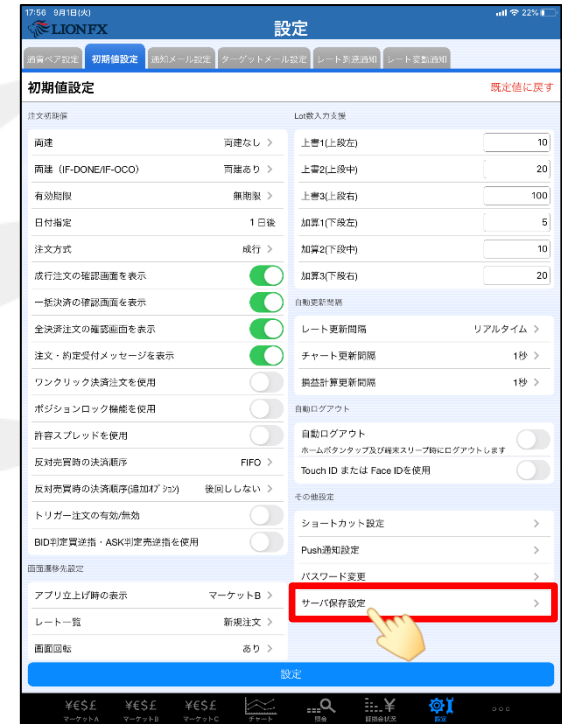 17:56 9月1日(火)
22%
LION FX
設定
通貨ペア設定 初期値設定 通知メール設定 ターゲットメール設定 レート到達通知 レート変動通知
初期値設定
既定値に戻す
注文初期値
両建 両建なし
両建（IF-DONE/IF-OCO） 両建あり
有効期限 無期限
日付指定 1日後
注文方式 成行
成行注文の確認画面を表示
一括決済の確認画面を表示
全決済注文の確認画面を表示
注文・約定受付メッセージを表示
ワンクリック決済注文を使用
ポジションロック機能を使用
許容スプレッドを使用
反対売買時の決済順序 FIFO
反対売買時の決済順序(追加ｵﾌﾟｼｮﾝ) 後回ししない
トリガー注文の有効/無効
BID判定買逆指・ASK判定売逆指を使用
画面遷移先設定
アプリ立上げ時の表示 マーケットB
レート一覧 新規注文
画面回転 あり
Lot数入力支援
上書1(上段左) 10
上書2(上段中) 20
上書3(上段右) 100
加算1(下段左) 5
加算2(下段中) 10
加算3(下段右) 20
自動更新間隔
レート更新間隔 リアルタイム
チャート更新間隔 1秒
損益計算更新間隔 1秒
自動ログアウト
自動ログアウト
ホームボタンタップ及び端末スリープ時にログアウトします
Touch ID または Face IDを使用
その他設定
ショートカット設定
Push通知設定
パスワード変更
サーバ保存設定
設定
¥€$£ ¥€$£ ¥€$£
マーケットA マーケットB マーケットC チャート 照会 証拠金状況 設定